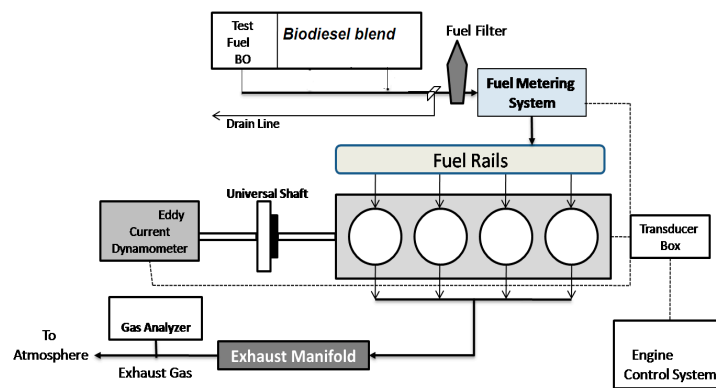 Test
Fuel
BO
Biodiesel blend
Fuel Filter
Fuel Metering
System
Drain Line
Fuel Rails
Universal Shaft
Eddy
Current
Dynamometer
Transducer
Box
Gas Analyzer
To
Atmosphere
Exhaust Manifold
Exhaust Gas
Engine
Control System